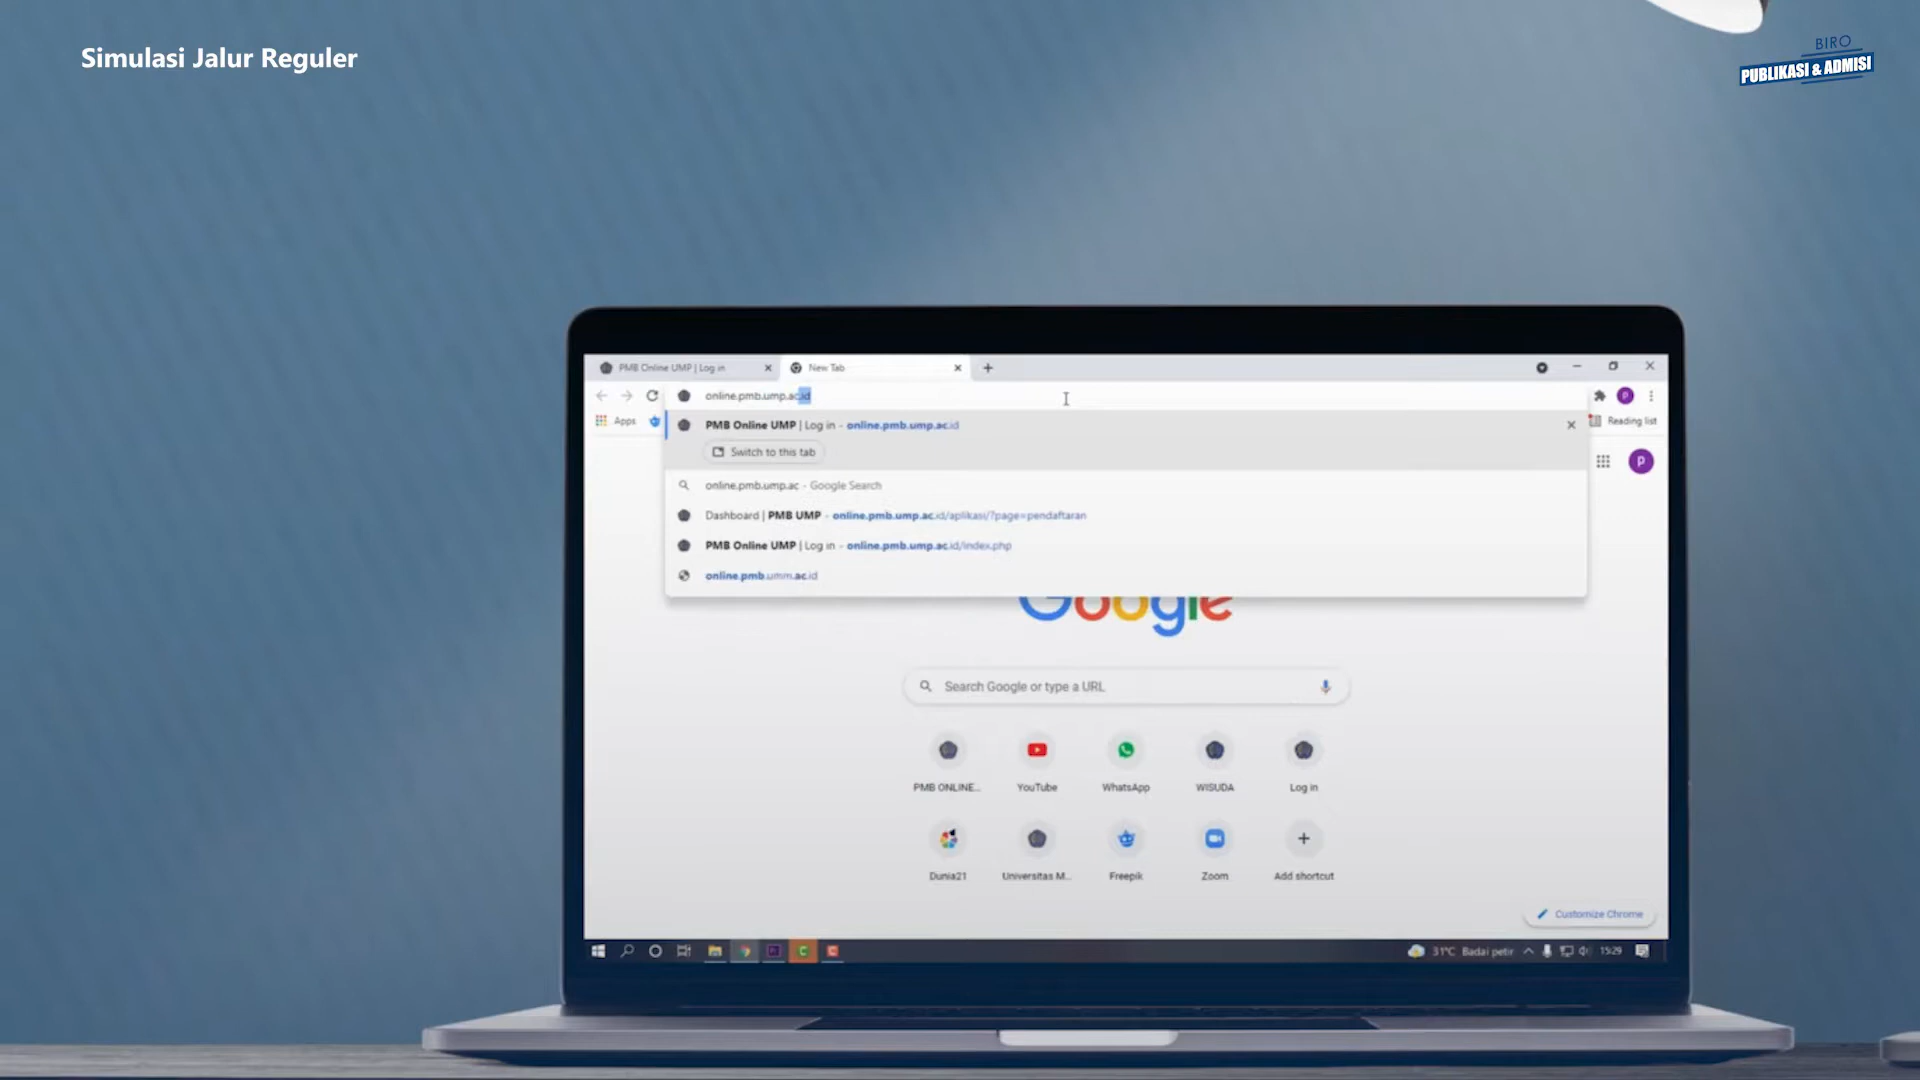 Simulasi Jalur Reguler
BIRO
PUBLIKASI & ADMISI
PMB Online UMP | Log in
New Tab
online.pmb.ump.ac.id
Apps
Reading list
PMB Online UMP | Log in - online.pmb.ump.ac.id
Switch to this tab
P
online.pmb.ump.ac - Google Search
Dashboard | PMB UMP - online.pmb.ump.ac.id/aplikasi/?page=pendaftaran
PMB Online UMP | Log in - online.pmb.ump.ac.id/index.php
online.pmb.umm.ac.id
Google
Search Google or type a URL
PMB ONLINE...
YouTube
WhatsApp
WISUDA
Log in
Dunia21
Universitas M...
Freepik
Zoom
Add shortcut
Customize Chrome
31°C Badai petir
15:29